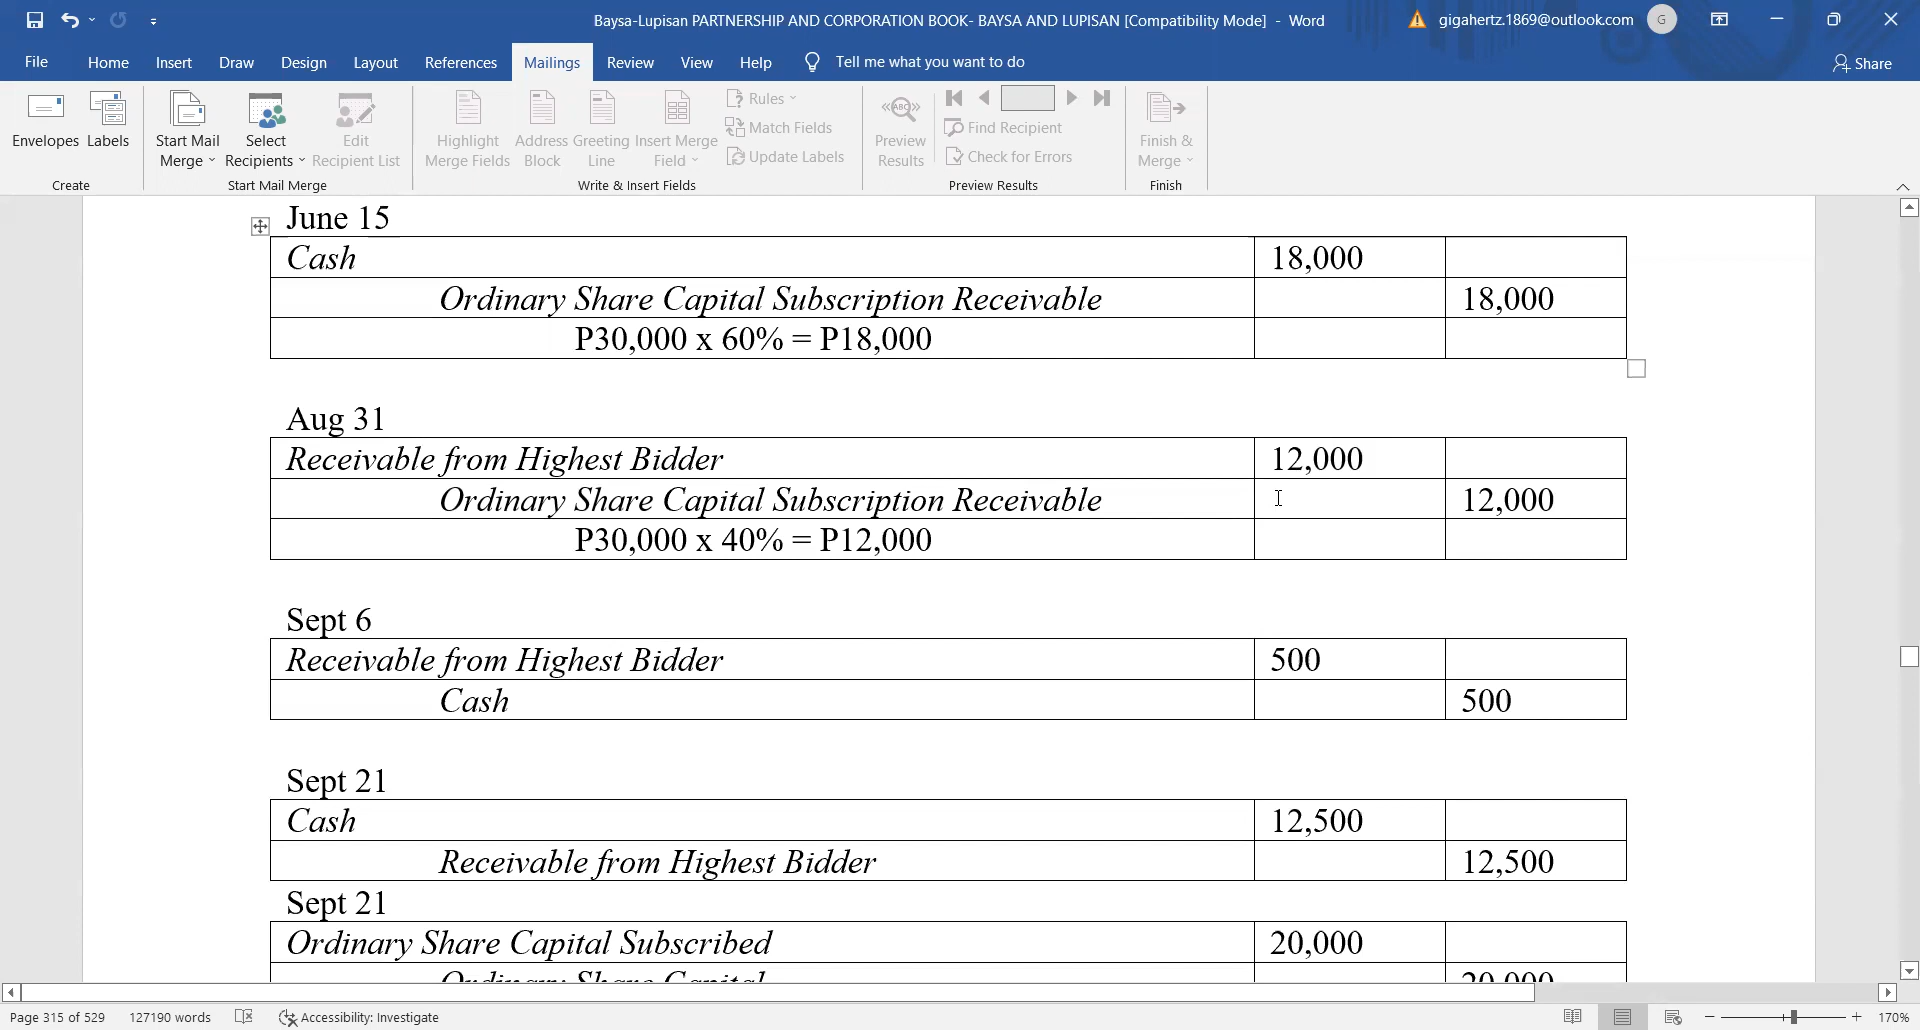 Baysa-Lupisan PARTNERSHIP AND CORPORATION BOOK- BAYSA AND LUPISAN [Compatibility Mode] - Word
gigahertz.1869@outlook.com
G
File Home Insert Draw Design Layout References Mailings Review View Help Tell me what you want to do
Share
Envelopes
Labels
Create
Start Mail
Merge
Select
Recipients
Edit
Recipient List
Start Mail Merge
Highlight
Merge Fields
Address
Block
Greeting
Line
Insert Merge
Field
Rules
Match Fields
Update Labels
Write & Insert Fields
ABC
Preview
Results
Find Recipient
Check for Errors
Preview Results
Finish &
Merge
Finish
June 15
Cash 18,000
Ordinary Share Capital Subscription Receivable 18,000
P30,000 x 60% = P18,000
Aug 31
Receivable from Highest Bidder 12,000
Ordinary Share Capital Subscription Receivable 12,000
P30,000 x 40% = P12,000
Sept 6
Receivable from Highest Bidder 500
Cash 500
Sept 21
Cash 12,500
Receivable from Highest Bidder 12,500
Sept 21
Ordinary Share Capital Subscribed 20,000
Ordinary Share Capital 20,000
Page 315 of 529 127190 words Accessibility: Investigate 170%